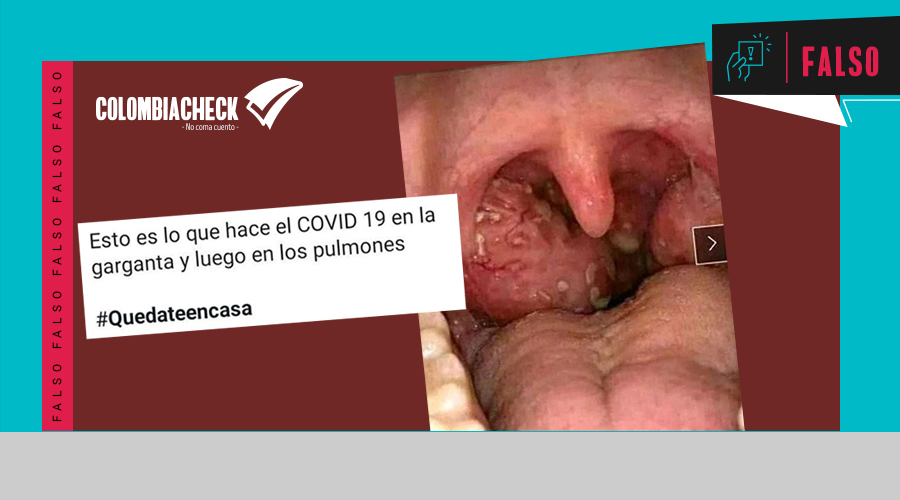 FALSO
COLOMBIACHECK
- No coma cuento -
Esto es lo que hace el COVID 19 en la
garganta y luego en los pulmones
#Quedateencasa
FALSO FALSO FALSO FALSO FALSO